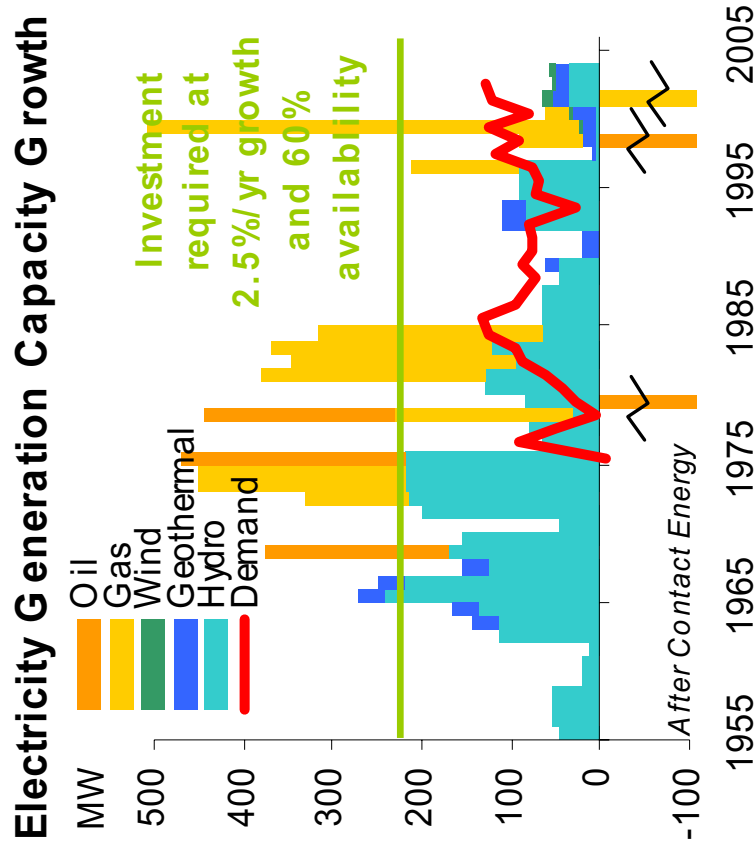 Electricity Generation Capacity Growth
MW
500
400
300
200
100
0
-100
Oil
Gas
Wind
Geothermal
Hydro
Demand
Investment
required at
2.5%/yr growth
and 60%
availablility
After Contact Energy
1955
1965
1975
1985
1995
2005